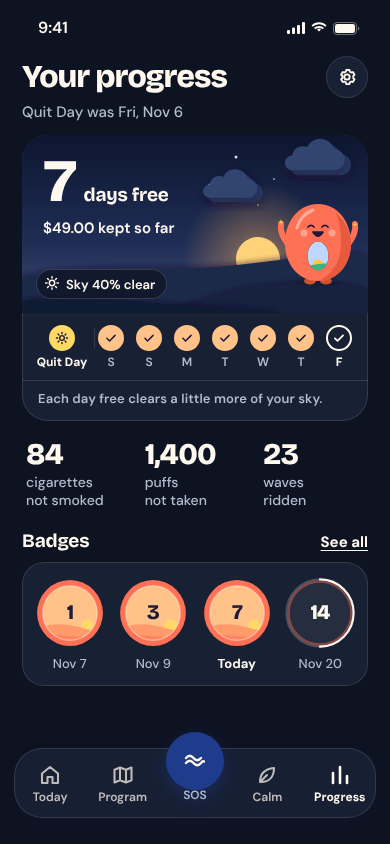 9:41
Your progress
Quit Day was Fri, Nov 6
7 days free
$49.00 kept so far
Sky 40% clear
Quit Day S S M T W T F
Each day free clears a little more of your sky.
84 1,400 23
cigarettes puffs waves
not smoked not taken ridden
Badges See all
1 3 7 14
Nov 7 Nov 9 Today Nov 20
Today Program SOS Calm Progress